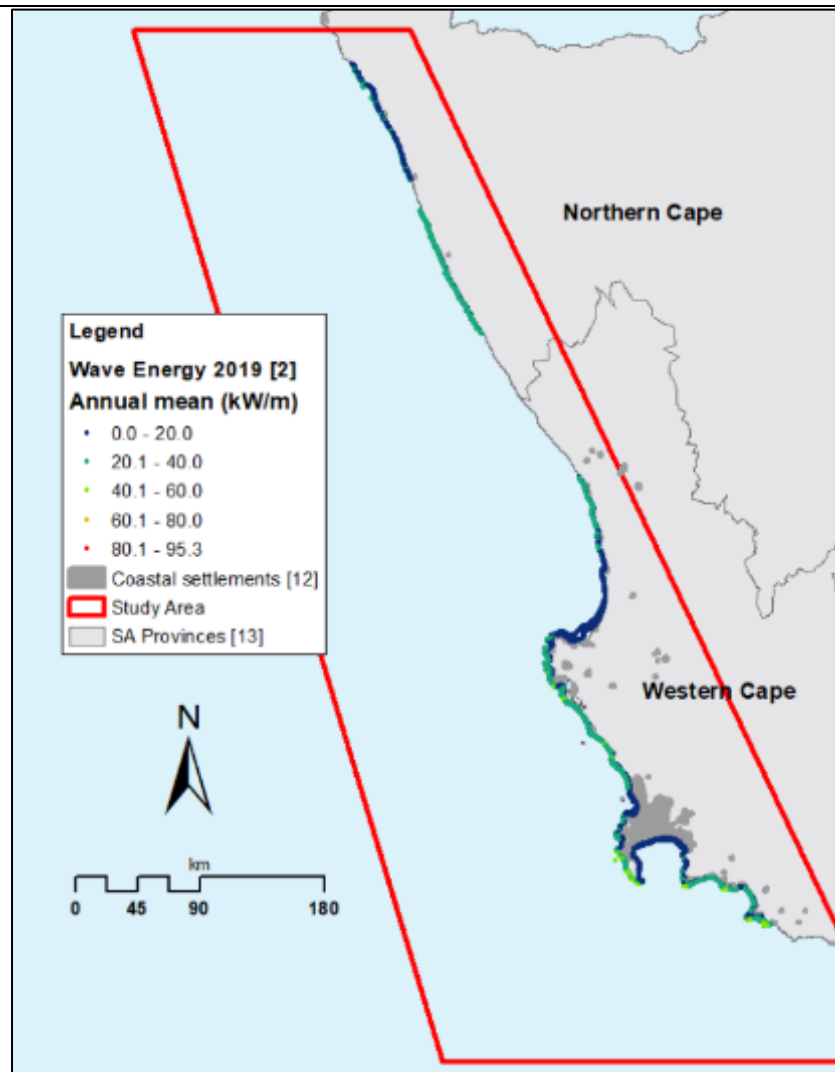 Northern Cape
Legend
Wave Energy 2019 [2]
Annual mean (kW/m)
0.0 - 20.0
20.1 - 40.0
40.1 - 60.0
60.1 - 80.0
80.1 - 95.3
Coastal settlements [12]
Study Area
SA Provinces [13]
Western Cape
N
km
0 45 90 180